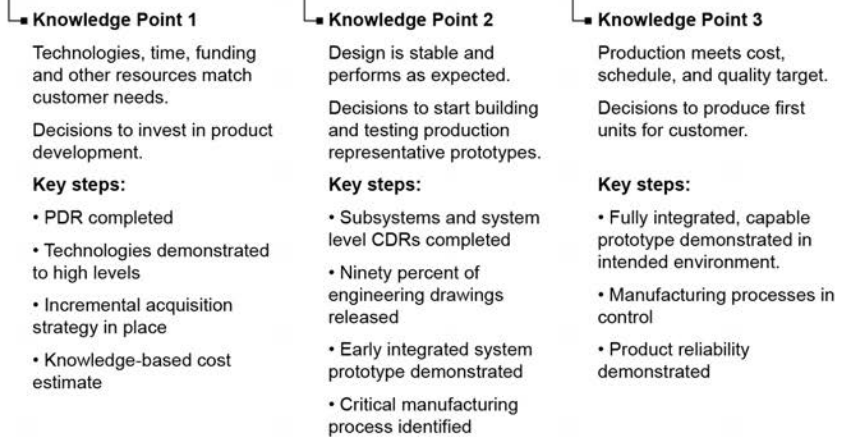 Knowledge Point 1
Technologies, time, funding
and other resources match
customer needs.
Decisions to invest in product
development.
Key steps:
• PDR completed
• Technologies demonstrated
to high levels
• Incremental acquisition
strategy in place
• Knowledge-based cost
estimate
Knowledge Point 2
Design is stable and
performs as expected.
Decisions to start building
and testing production
representative prototypes.
Key steps:
• Subsystems and system
level CDRs completed
• Ninety percent of
engineering drawings
released
• Early integrated system
prototype demonstrated
• Critical manufacturing
process identified
Knowledge Point 3
Production meets cost,
schedule, and quality target.
Decisions to produce first
units for customer.
Key steps:
• Fully integrated, capable
prototype demonstrated in
intended environment.
• Manufacturing processes in
control
• Product reliability
demonstrated